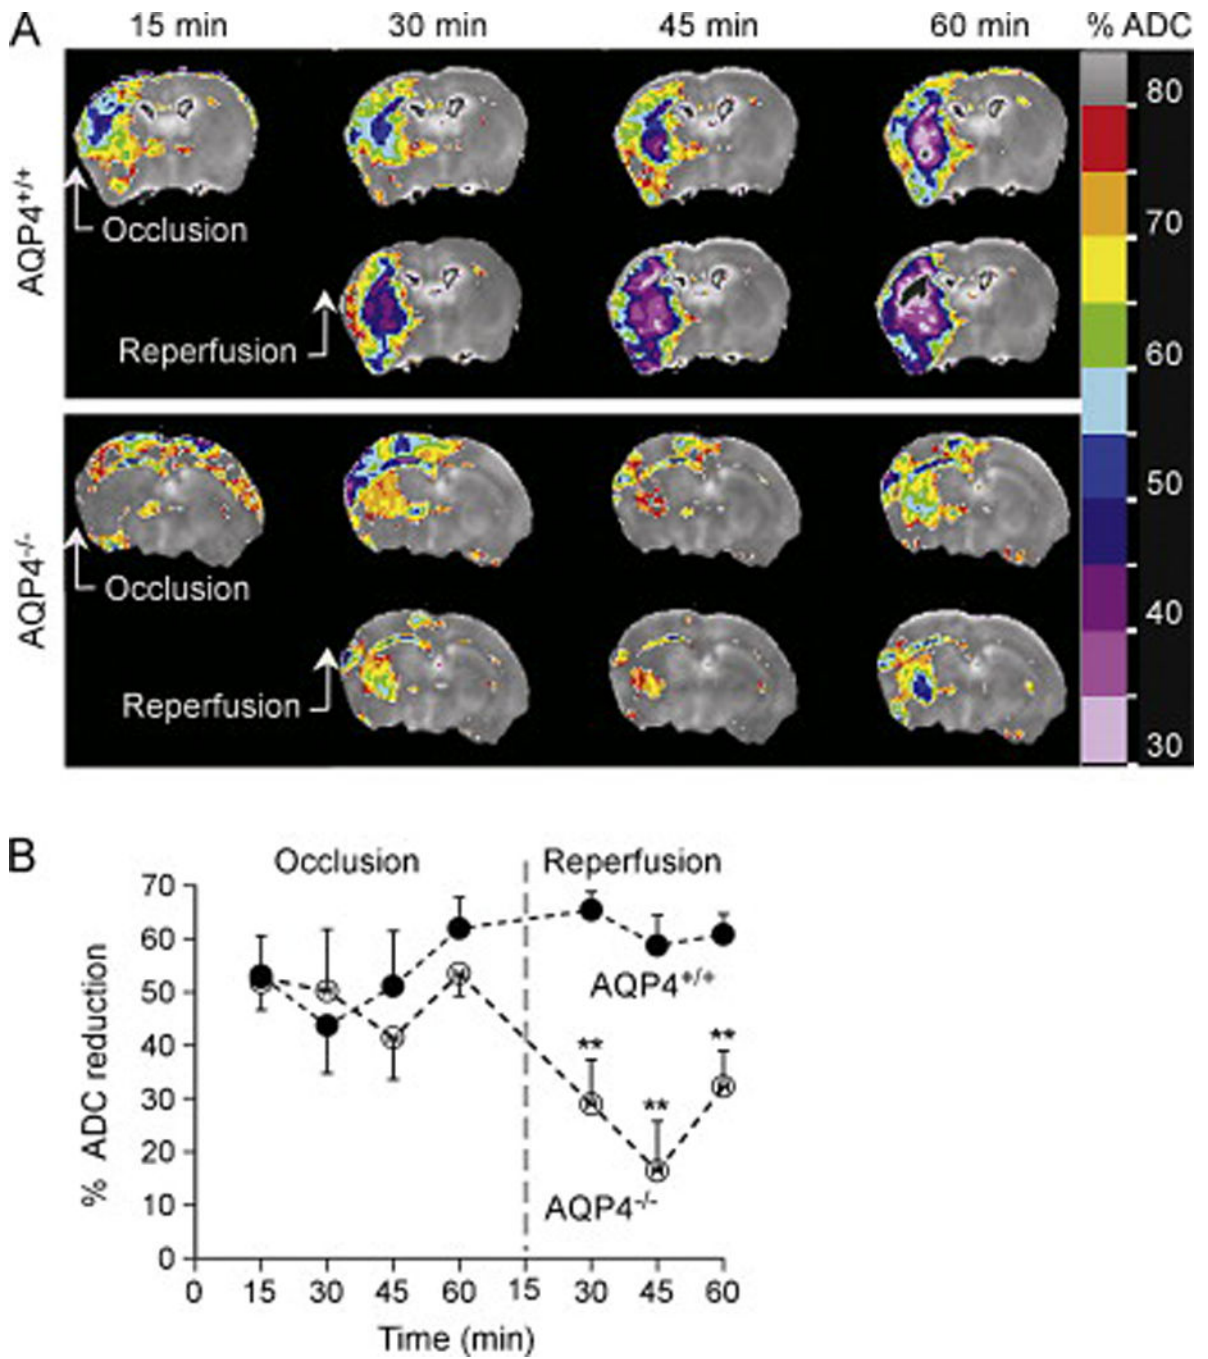 A 15 min 30 min 45 min 60 min % ADC
80
AQP4+/+
Occlusion
70
Reperfusion
60
50
AQP4-/-
Occlusion
40
Reperfusion
30
B
Occlusion Reperfusion
% ADC reduction
70
60
AQP4+/+
50
40
** ** **
30
20
AQP4-/-
10
0
0 15 30 45 60 15 30 45 60
Time (min)